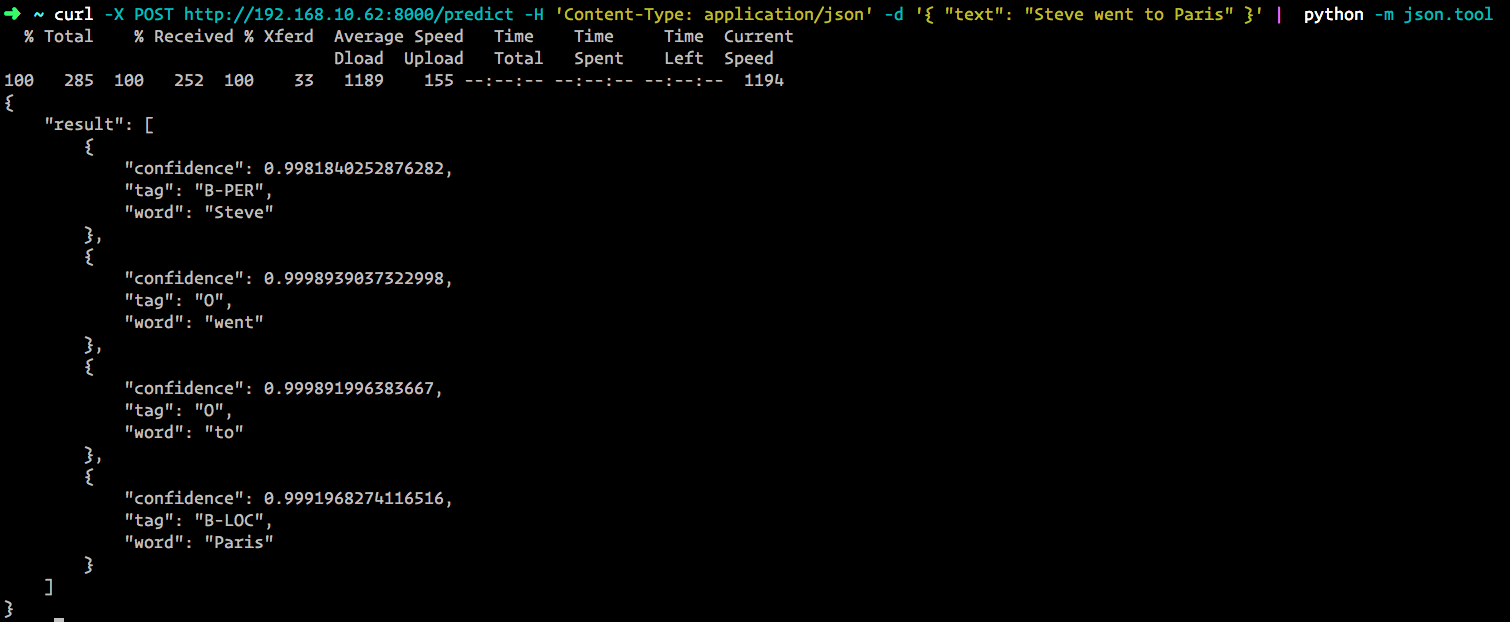 ➜ ~ curl -X POST http://192.168.10.62:8000/predict -H 'Content-Type: application/json' -d '{ "text": "Steve went to Paris" }' | python -m json.tool
  % Total    % Received % Xferd  Average Speed   Time    Time     Time  Current
                                 Dload  Upload   Total   Spent    Left  Speed
100   285  100   252  100    33   1189    155 --:--:-- --:--:-- --:--:--  1194
{
    "result": [
        {
            "confidence": 0.9981840252876282,
            "tag": "B-PER",
            "word": "Steve"
        },
        {
            "confidence": 0.9998939037322998,
            "tag": "O",
            "word": "went"
        },
        {
            "confidence": 0.999891996383667,
            "tag": "O",
            "word": "to"
        },
        {
            "confidence": 0.9991968274116516,
            "tag": "B-LOC",
            "word": "Paris"
        }
    ]
}